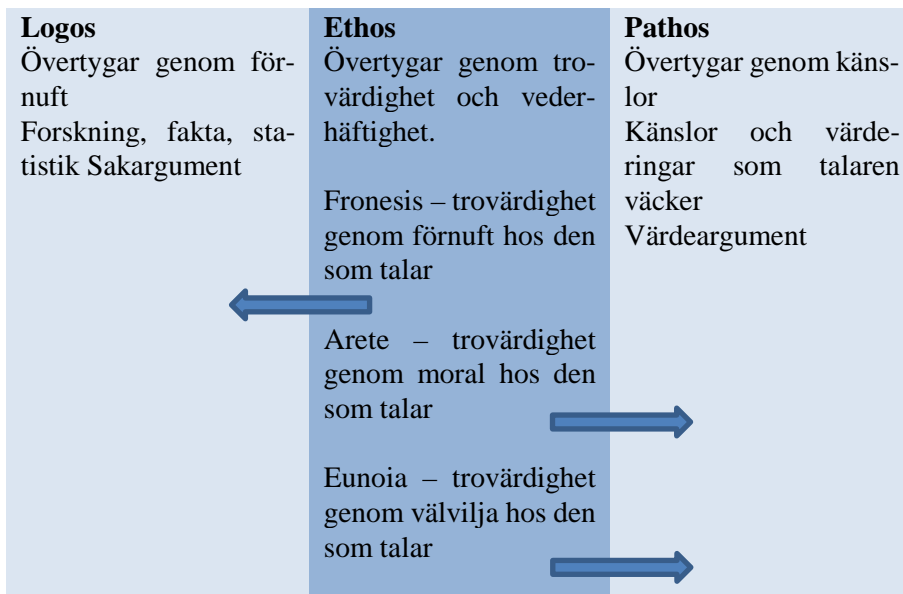 Logos
Övertygar genom för-
nuft
Forskning, fakta, sta-
tistik Sakargument
Ethos
Övertygar genom tro-
värdighet och veder-
häftighet.
Fronesis – trovärdighet
genom förnuft hos den
som talar
Arete – trovärdighet
genom moral hos den
som talar
Eunoia – trovärdighet
genom välvilja hos den
som talar
Pathos
Övertygar genom käns-
lor
Känslor och värde-
ringar som talaren
väcker
Värdeargument